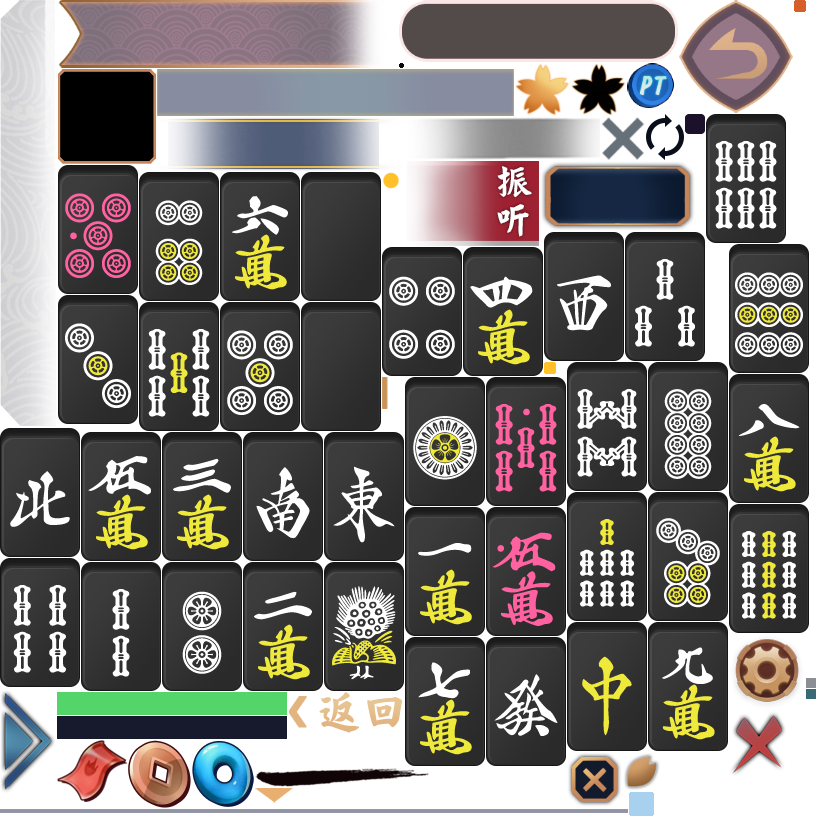 PT
振
听
六
萬
四
萬
西
八
萬
北
伍
萬
三
萬
南
東
一
萬
伍
萬
二
萬
七
萬
發
中
九
萬
返回